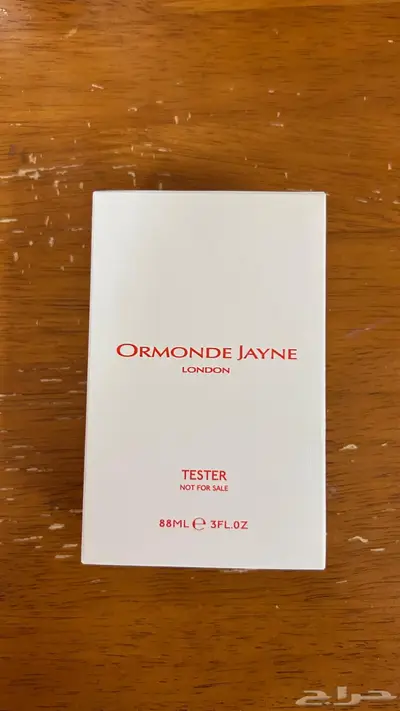 ORMONDE JAYNE
LONDON
TESTER
NOT FOR SALE
88ML ℮ 3FL.OZ
حراج